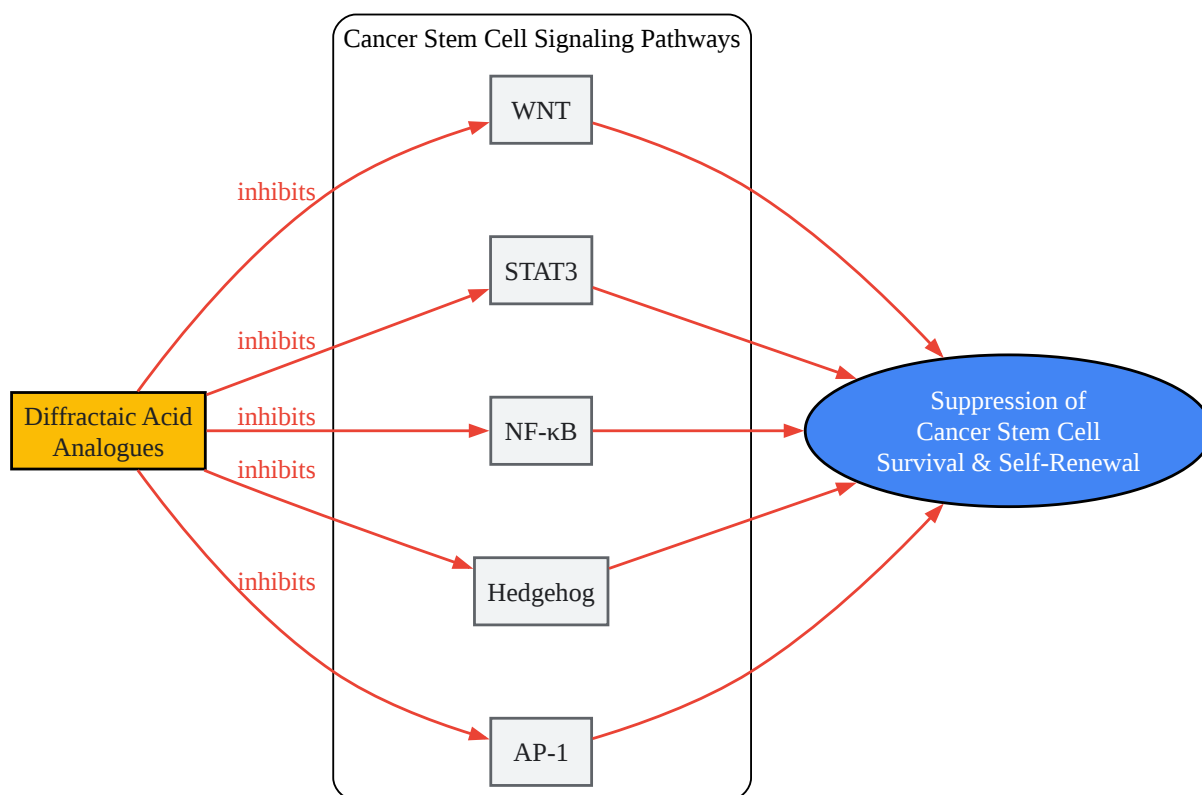 Cancer Stem Cell Signaling Pathways
WNT
inhibits
STAT3
inhibits
Diffractaic Acid
Analogues
inhibits
NF-κB
Suppression of
Cancer Stem Cell
Survival & Self-Renewal
inhibits
Hedgehog
inhibits
AP-1